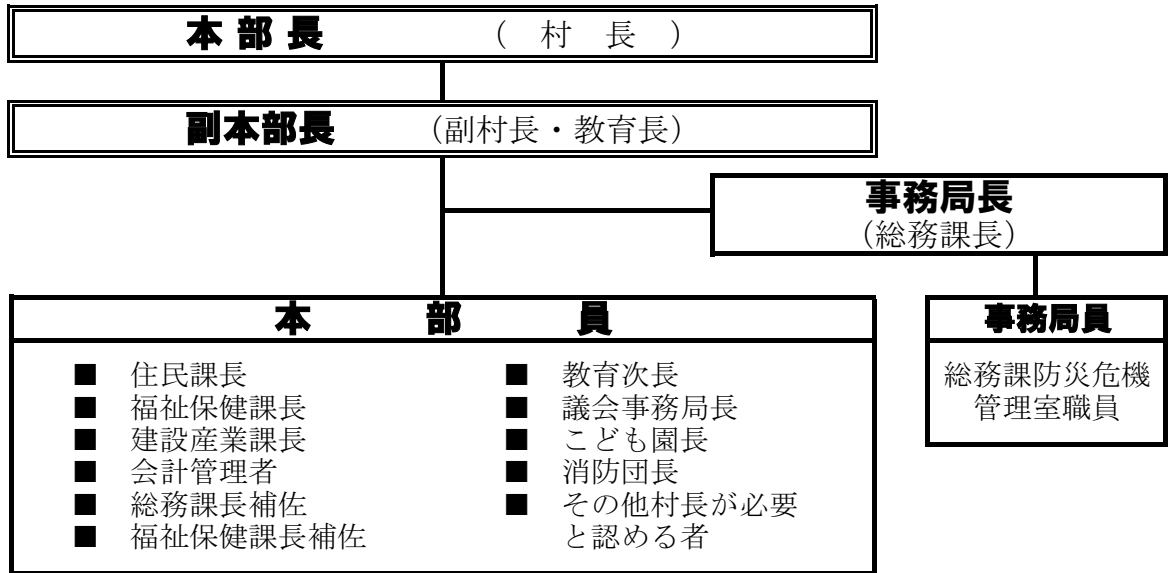 本部長 （ 村 長 ）
副本部長 （副村長・教育長）
事務局長
（総務課長）
本 部 員
■ 住民課長
■ 福祉保健課長
■ 建設産業課長
■ 会計管理者
■ 総務課長補佐
■ 福祉保健課長補佐
■ 教育次長
■ 議会事務局長
■ こども園長
■ 消防団長
■ その他村長が必要
と認める者
事務局員
総務課防災危機
管理室職員